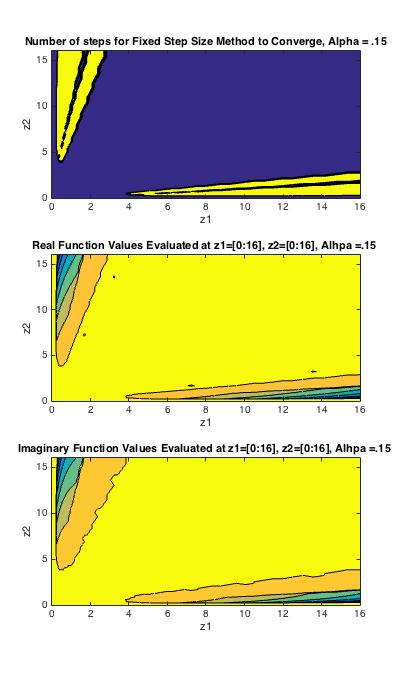 Number of steps for Fixed Step Size Method to Converge, Alpha = .15
15
10
5
0
z2
0 2 4 6 8 10 12 14 16
z1
Real Function Values Evaluated at z1=[0:16], z2=[0:16], Alhpa =.15
15
10
5
0
z2
0 2 4 6 8 10 12 14 16
z1
Imaginary Function Values Evaluated at z1=[0:16], z2=[0:16], Alhpa =.15
15
10
5
0
z2
0 2 4 6 8 10 12 14 16
z1